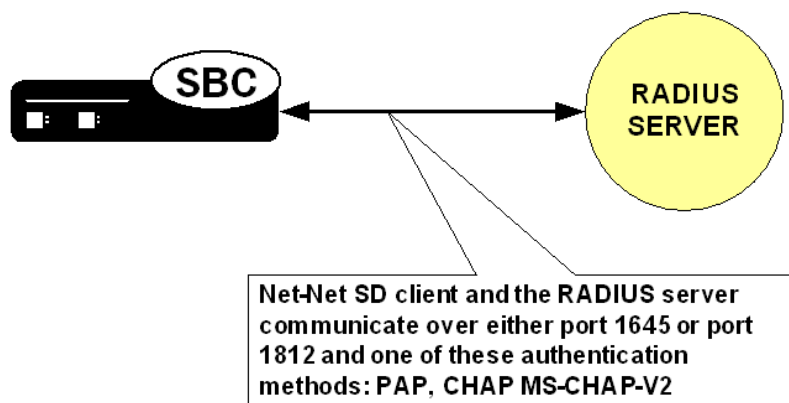 SBC
RADIUS
SERVER
Net-Net SD client and the RADIUS server
communicate over either port 1645 or port
1812 and one of these authentication
methods: PAP, CHAP MS-CHAP-V2